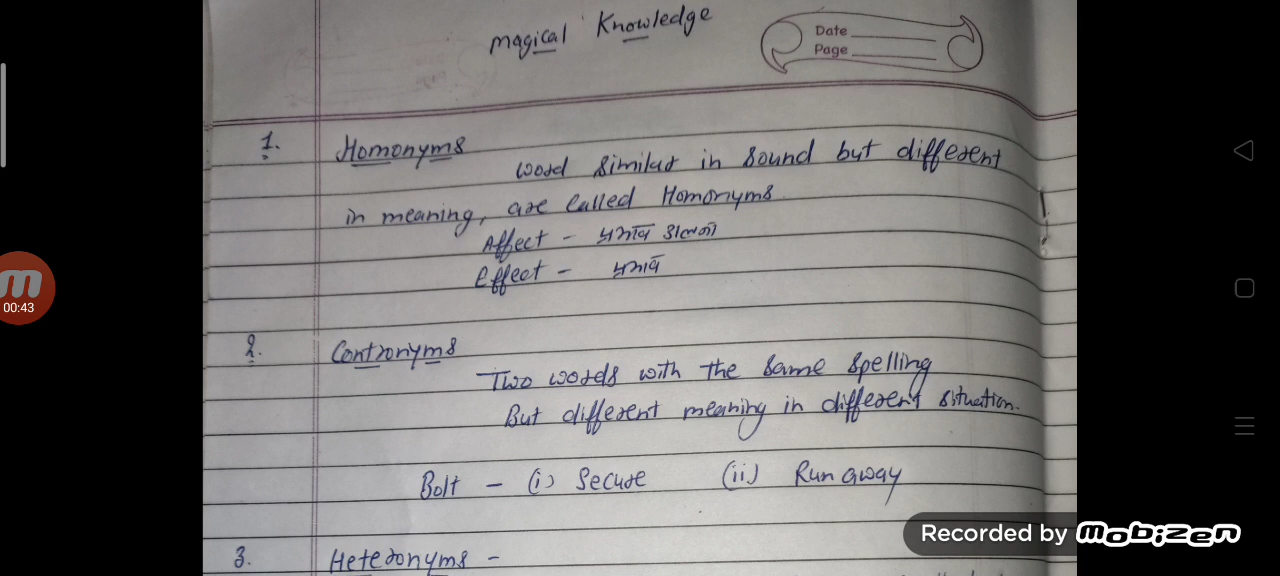 Magical Knowledge
Date
Page
1. Homonyms
word similar in sound but different
in meaning, are called Homonyms.
Affect - प्रभाव डालना
Effect - प्रभाव
2. Contronyms
Two words with the same spelling
But different meaning in different situation.
Bolt - (i) Secure (ii) Run away
3. Heteronyms -
00:43
Recorded by mobizen